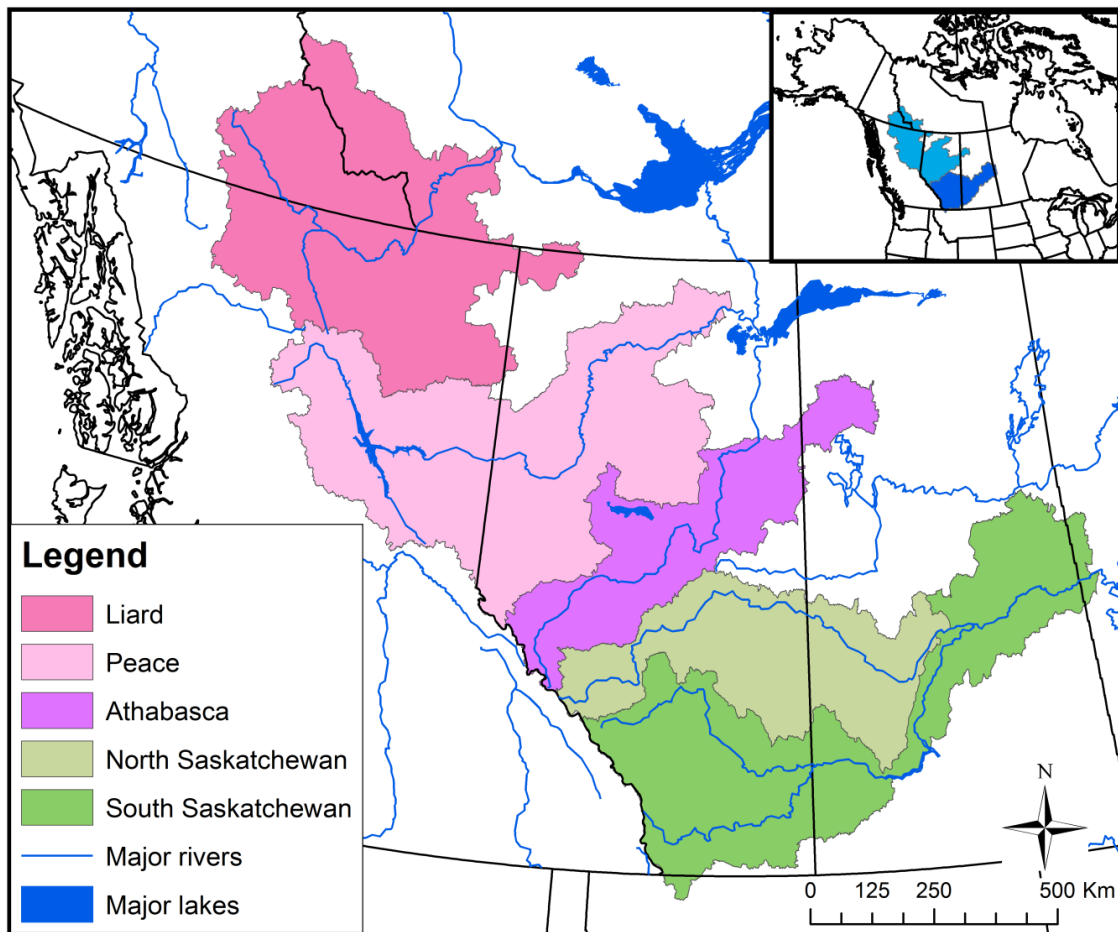 Legend
Liard
Peace
Athabasca
North Saskatchewan
South Saskatchewan
Major rivers
Major lakes
N
0 125 250 500 Km